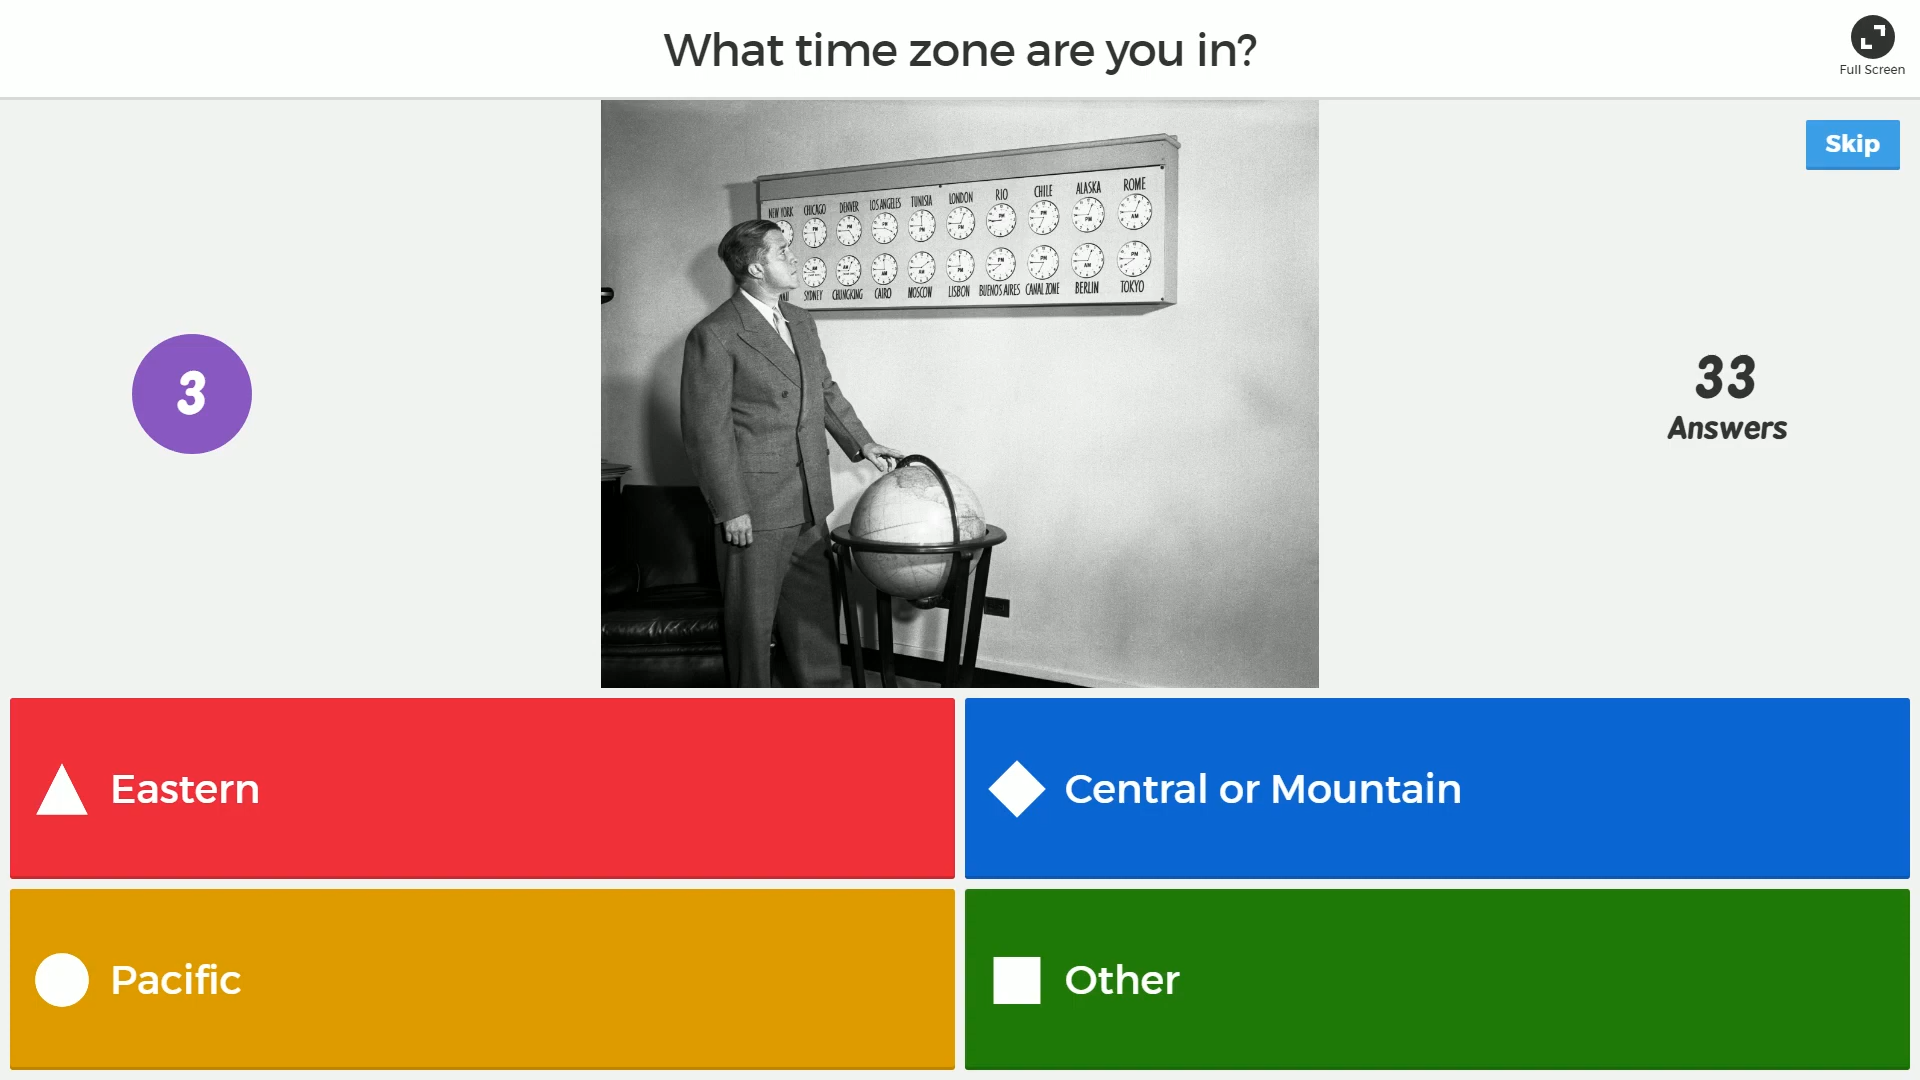 What time zone are you in?
Full Screen
Skip
NEW YORK CHICAGO DENVER LOS ANGELES TUNISIA LONDON RIO CHILE ALASKA ROME
SYDNEY CHUNGKING CAIRO MOSCOW LISBON BUENOS AIRES CANAL ZONE BERLIN TOKYO
3
33
Answers
Eastern
Central or Mountain
Pacific
Other